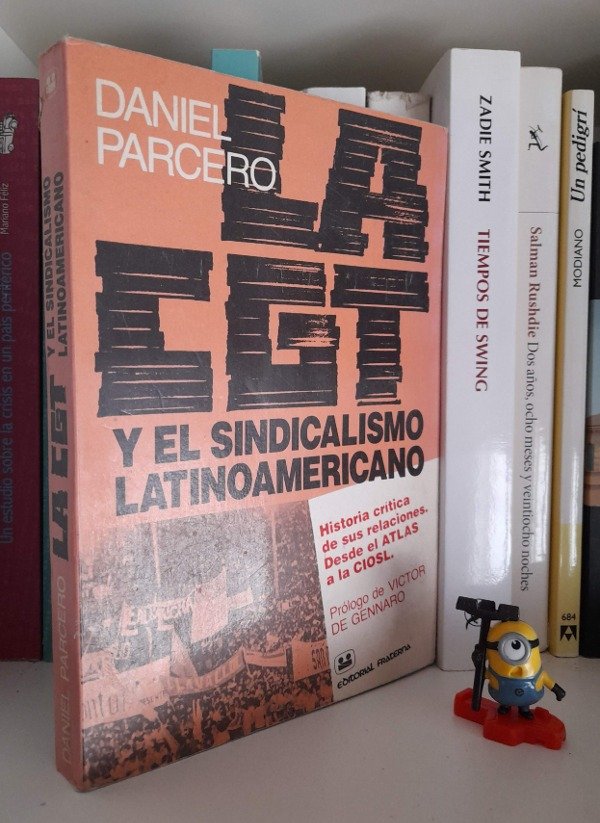 DANIEL
PARCERO
LA
CGT
Y EL SINDICALISMO
LATINOAMERICANO
Historia crítica
de sus relaciones.
Desde el ATLAS
a la CIOSL.
Prólogo de VICTOR
DE GENNARO
EDITORIAL FRATERNA
DANIEL PARCERO LA CGT Y EL SINDICALISMO
LATINOAMERICANO
Mariano Féliz
Un estudio sobre la crisis en un país periférico
ZADIE SMITH TIEMPOS DE SWING
Salman Rushdie Dos años, ocho meses y veintiocho noches
Un pedigrí
MODIANO
684